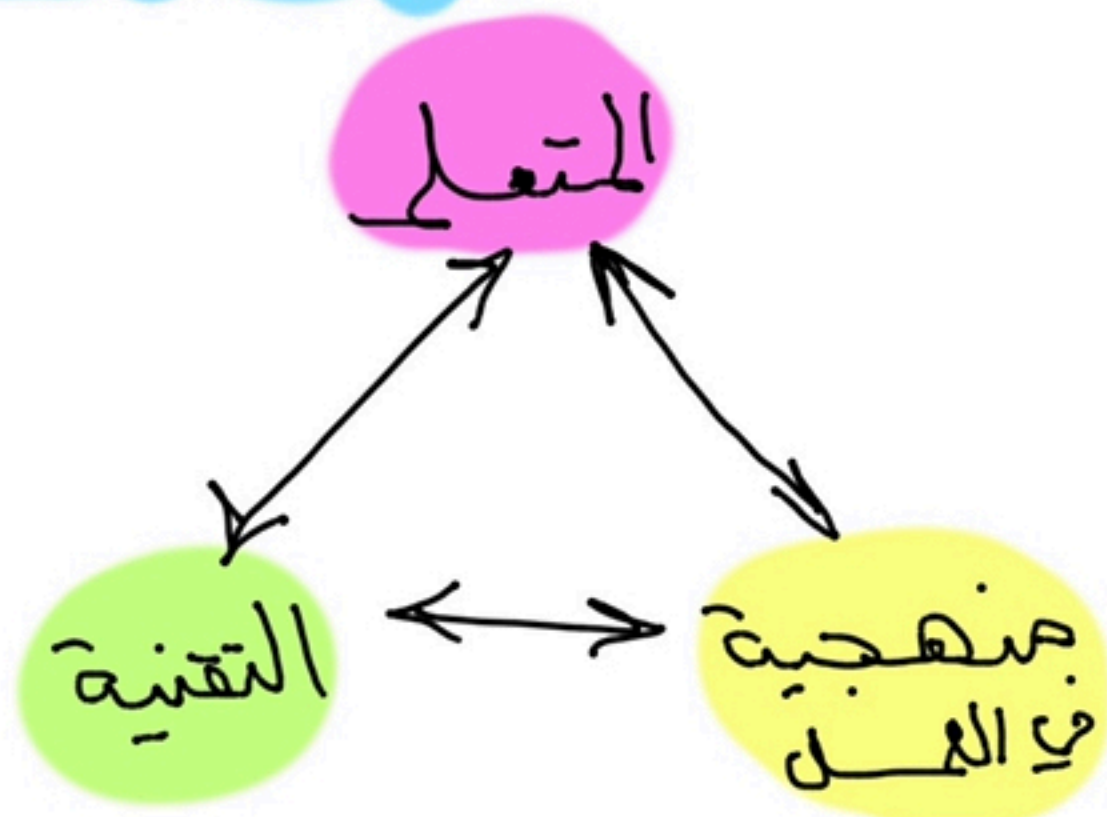 المتعلم
التقنية
منهجية
في العمل